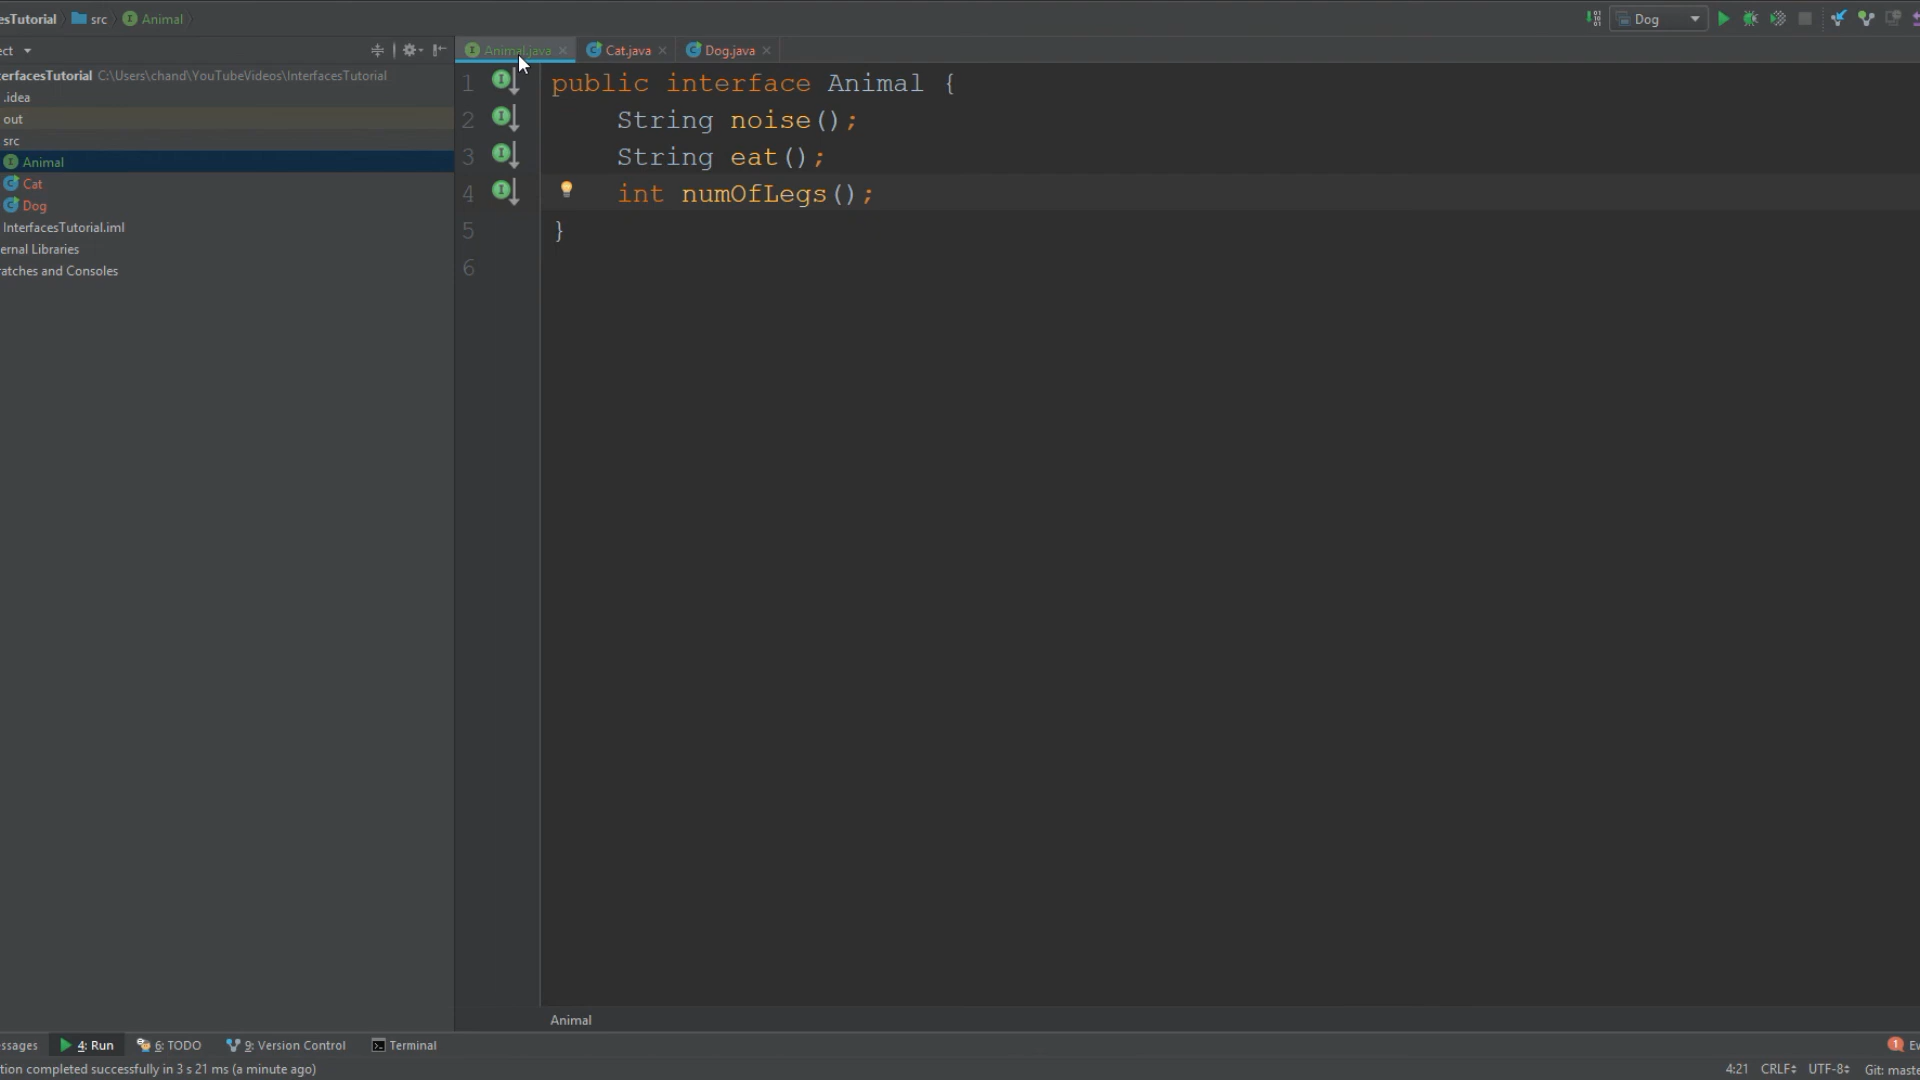 esTutorial src Animal
Dog
ect
Animal.java Cat.java Dog.java
erfacesTutorial C:\Users\chand\YouTubeVideos\InterfacesTutorial
.idea
out
src
Animal
Cat
Dog
InterfacesTutorial.iml
ernal Libraries
ratches and Consoles
1 public interface Animal {
2 String noise();
3 String eat();
4 int numOfLegs();
5 }
6
Animal
ssages 4: Run 6: TODO 9: Version Control Terminal
1 Ev
tion completed successfully in 3 s 21 ms (a minute ago)
4:21 CRLF UTF-8 Git: maste